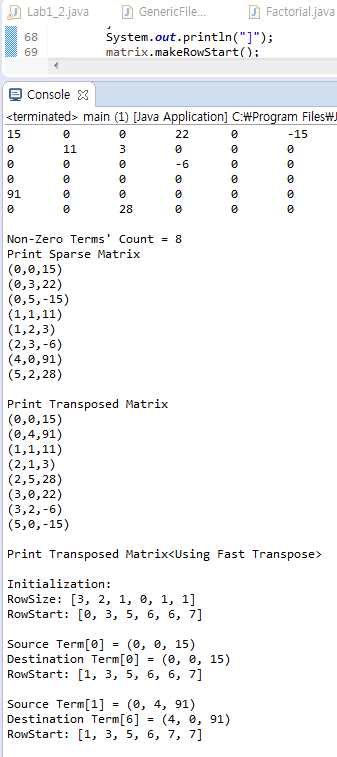 Lab1_2.java GenericFile... Factorial.java
68 System.out.println("]");
69 matrix.makeRowStart();
Console
<terminated> main (1) [Java Application] C:₩Program Files₩J
15 0 0 22 0 -15
0 11 3 0 0 0
0 0 0 -6 0 0
0 0 0 0 0 0
91 0 0 0 0 0
0 0 28 0 0 0
Non-Zero Terms' Count = 8
Print Sparse Matrix
(0,0,15)
(0,3,22)
(0,5,-15)
(1,1,11)
(1,2,3)
(2,3,-6)
(4,0,91)
(5,2,28)
Print Transposed Matrix
(0,0,15)
(0,4,91)
(1,1,11)
(2,1,3)
(2,5,28)
(3,0,22)
(3,2,-6)
(5,0,-15)
Print Transposed Matrix<Using Fast Transpose>
Initialization:
RowSize: [3, 2, 1, 0, 1, 1]
RowStart: [0, 3, 5, 6, 6, 7]
Source Term[0] = (0, 0, 15)
Destination Term[0] = (0, 0, 15)
RowStart: [1, 3, 5, 6, 6, 7]
Source Term[1] = (0, 4, 91)
Destination Term[6] = (4, 0, 91)
RowStart: [1, 3, 5, 6, 7, 7]